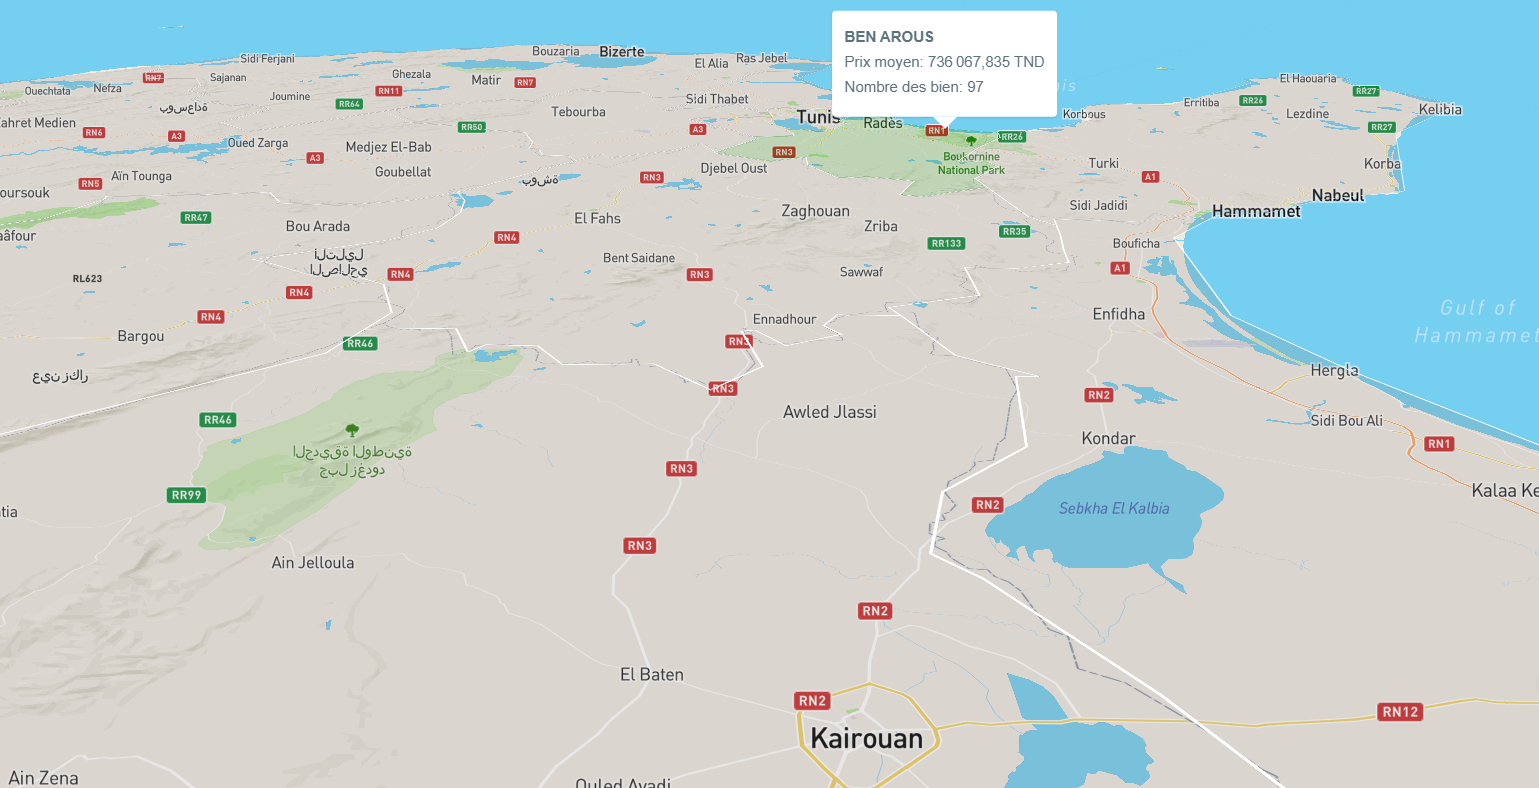 BEN AROUS
Prix moyen: 736 067,835 TND
Nombre des bien: 97
Sidi Ferjani
Bouzaria
Bizerte
El Alia
Ras Jebel
RN7
Sajanan
Ghezala
Matir
RN7
El Haouaria
Ouechtata
Nefza
RN11
RR27
Joumine
RR64
Sidi Thabet
Erritiba
RR26
Kelibia
Tebourba
Tunis
Radès
Korbous
Lezdine
ahret Medien
RN6
A3
RR50
A3
RN1
RR26
RR27
Oued Zarga
Medjez El-Bab
A3
RN3
Boukornine
National Park
Turki
Korba
Goubellat
Djebel Oust
Aïn Tounga
RN5
RN3
A1
oursouk
Nabeul
Sidi Jadidi
Hammamet
RR47
El Fahs
Zaghouan
Zriba
Bou Arada
RR35
aâfour
RN4
RR133
Bouficha
التليل
الصالحي
Bent Saidane
A1
RL623
RN4
RN3
Sawwaf
RN4
Gulf of
Hammamet
RN4
Ennadhour
Enfidha
Bargou
RR46
RN3
عين زكار
Hergla
RN3
RN2
RR46
Awled Jlassi
Sidi Bou Ali
Kondar
RN1
الحديقة الوطنية
جبل زغدود
RN3
RR99
Kalaa Ke
RN2
Sebkha El Kalbia
tia
RN3
Ain Jelloula
RN2
El Baten
RN2
RN12
Kairouan
Ain Zena
Ouled Ayadi